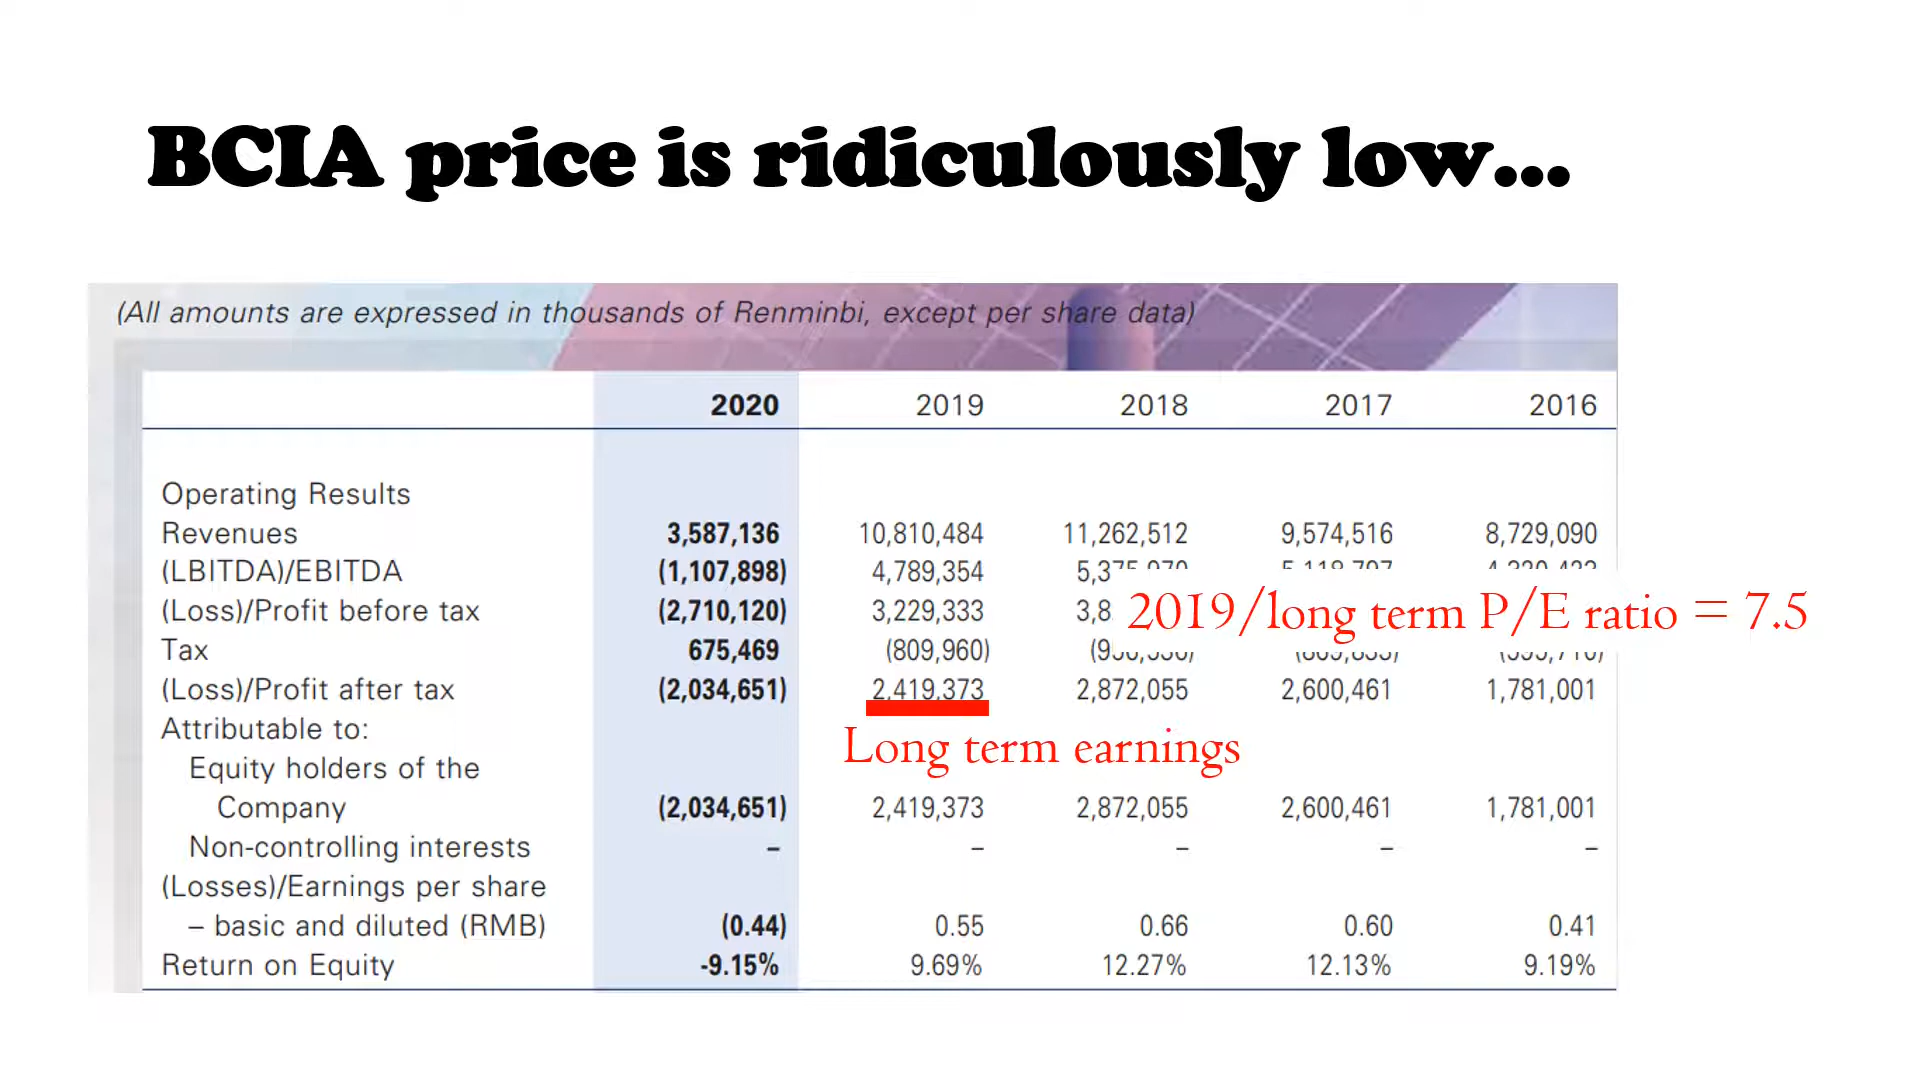 BCIA price is ridiculously low...
(All amounts are expressed in thousands of Renminbi, except per share data)
2020 2019 2018 2017 2016
Operating Results
Revenues 3,587,136 10,810,484 11,262,512 9,574,516 8,729,090
(LBITDA)/EBITDA (1,107,898) 4,789,354
(Loss)/Profit before tax (2,710,120) 3,229,333
2019/long term P/E ratio = 7.5
Tax 675,469 (809,960)
(Loss)/Profit after tax (2,034,651) 2,419,373 2,872,055 2,600,461 1,781,001
Attributable to:
Long term earnings
Equity holders of the
Company (2,034,651) 2,419,373 2,872,055 2,600,461 1,781,001
Non-controlling interests – – – – –
(Losses)/Earnings per share
– basic and diluted (RMB) (0.44) 0.55 0.66 0.60 0.41
Return on Equity -9.15% 9.69% 12.27% 12.13% 9.19%